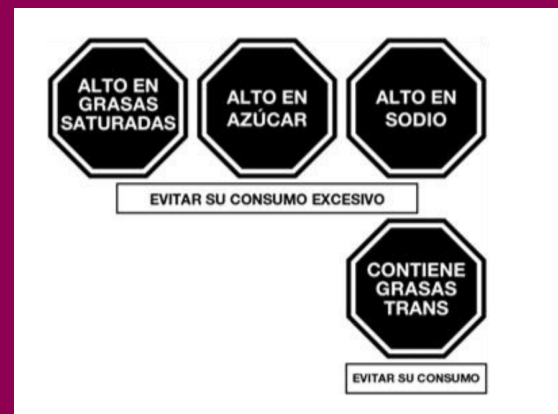 ALTO EN
GRASAS
SATURADAS
ALTO EN
AZÚCAR
ALTO EN
SODIO
EVITAR SU CONSUMO EXCESIVO
CONTIENE
GRASAS
TRANS
EVITAR SU CONSUMO